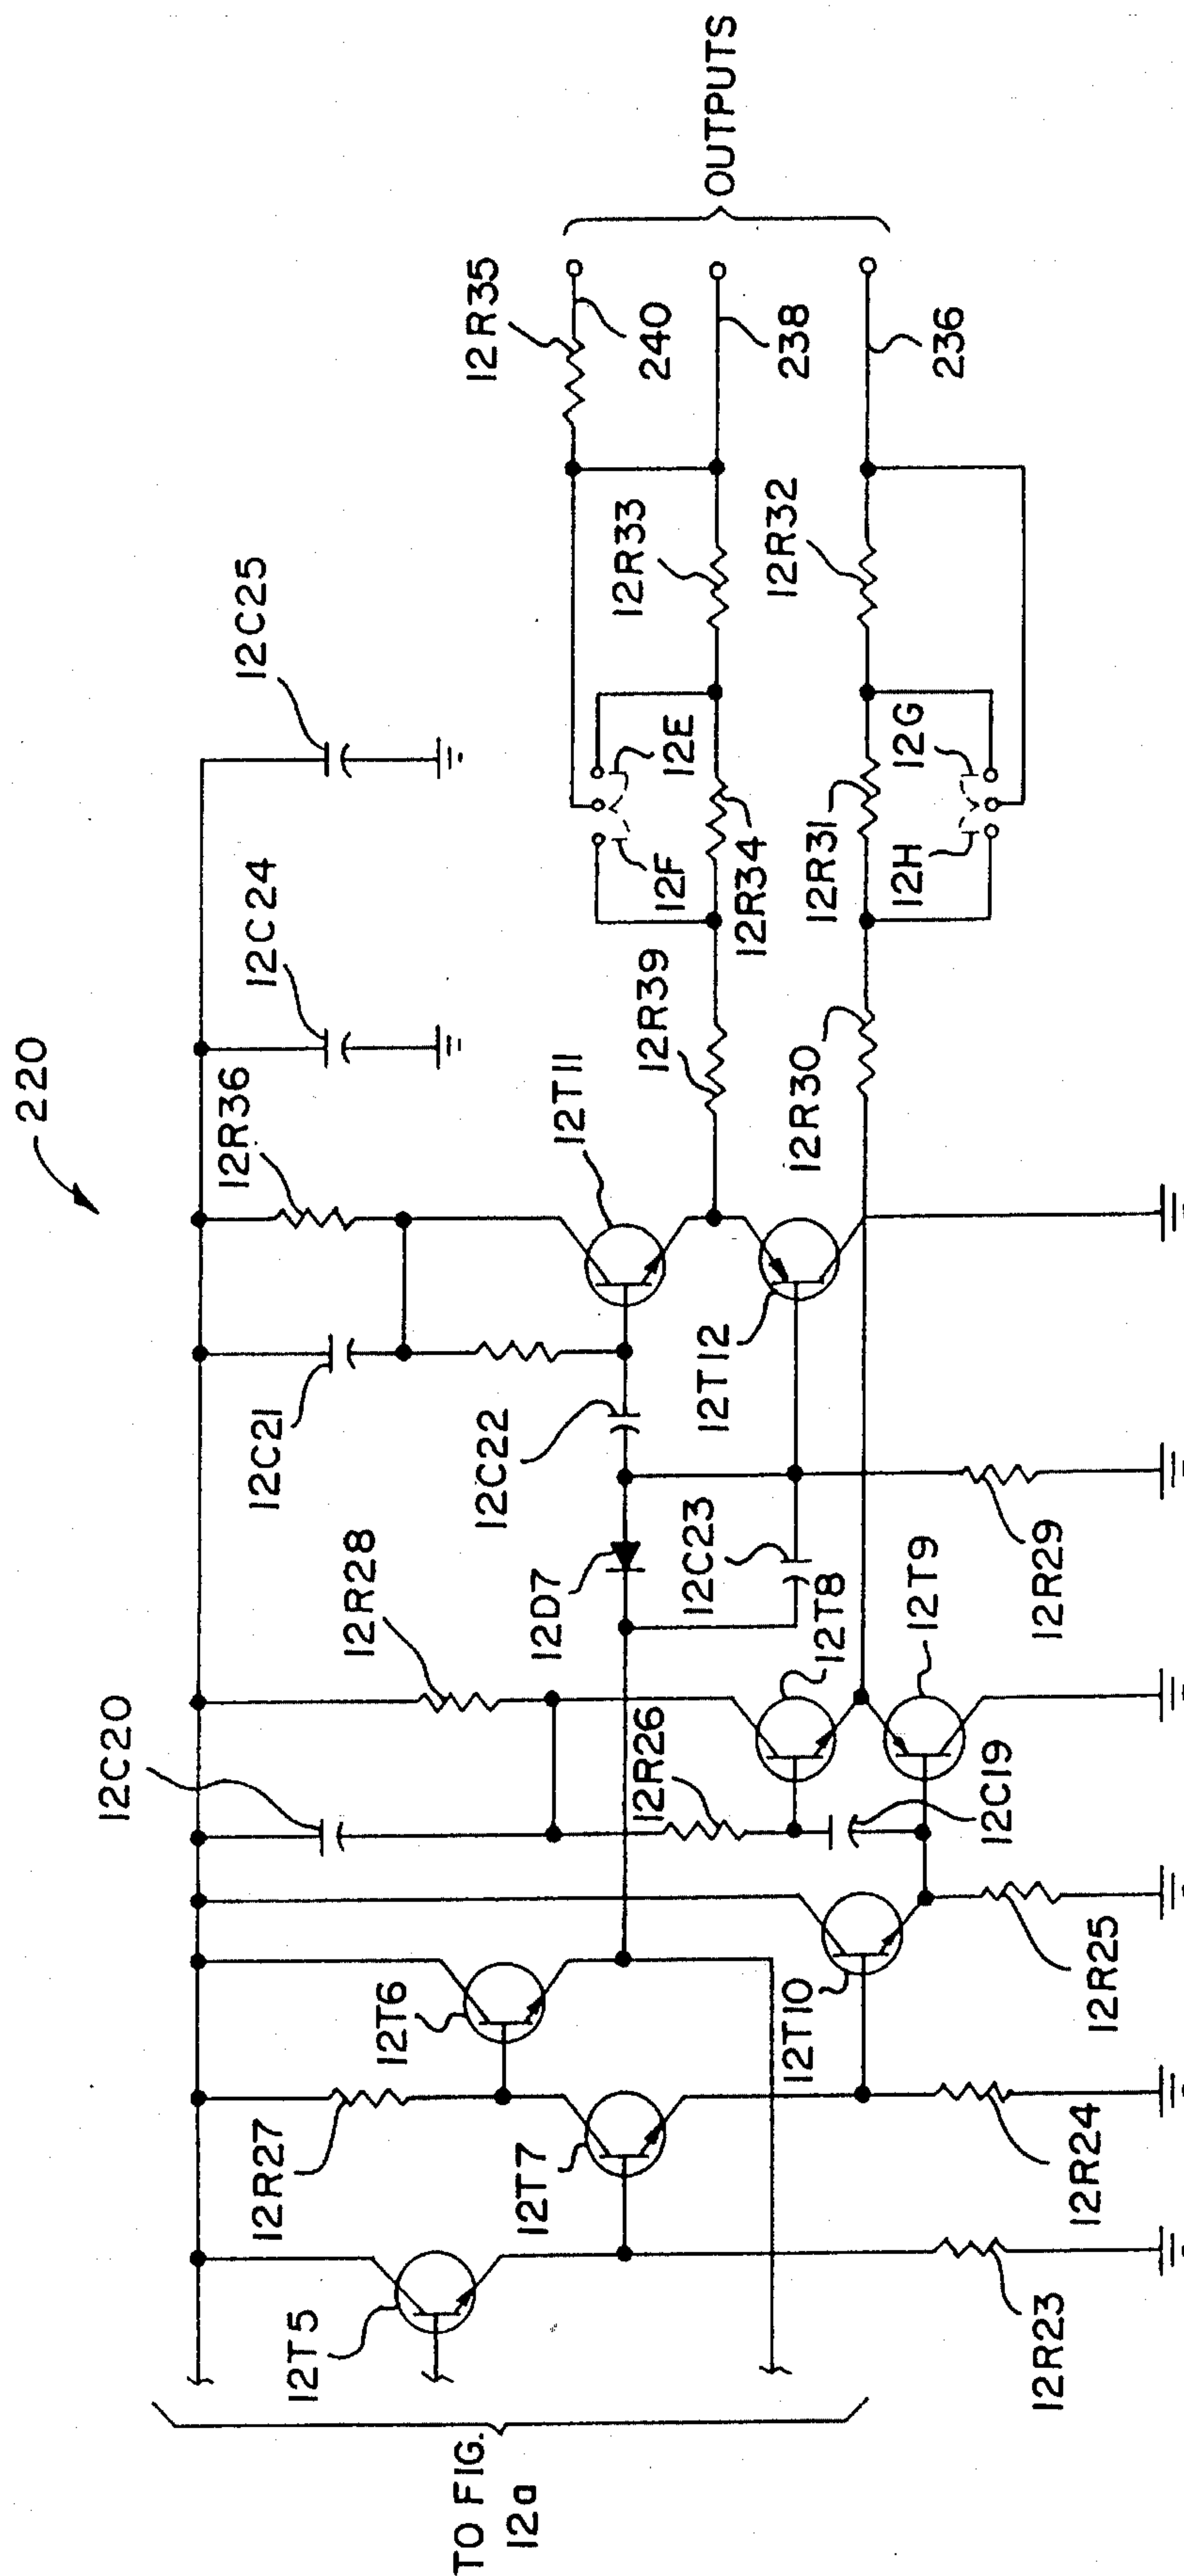 220
12C20
12R28
12C21
12R36
12C24
12C25
12R35
OUTPUTS
240
238
236
12T11
12R39
12F
12E
12R33
12R34
12R32
12R31
12H
12G
12R30
12C22
12T12
12D7
12C23
12T8
12T9
12R29
12R26
12C19
12T6
12R27
12T7
12T10
12R25
12R24
12T5
12R23
TO FIG.
12a